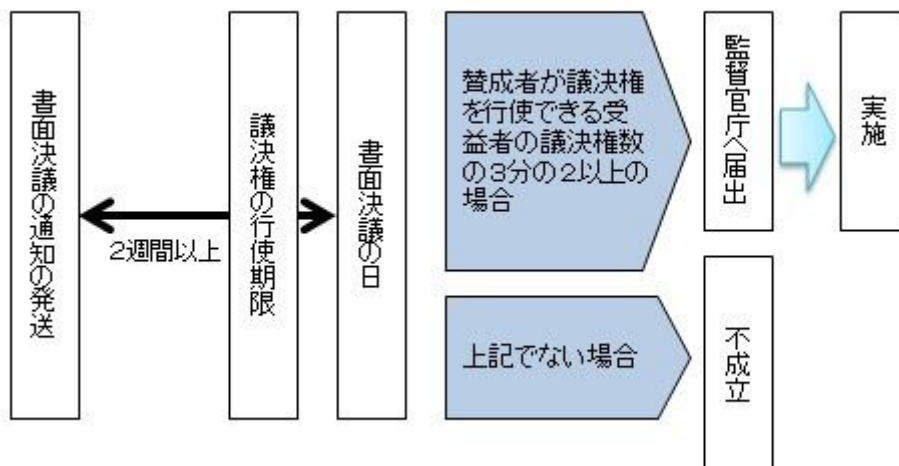 書面決議の通知の発送
2週間以上
議決権の行使期限
書面決議の日
賛成者が議決権
を行使できる受
益者の議決権数
の3分の2以上の
場合
監督官庁へ届出
実施
上記でない場合
不成立